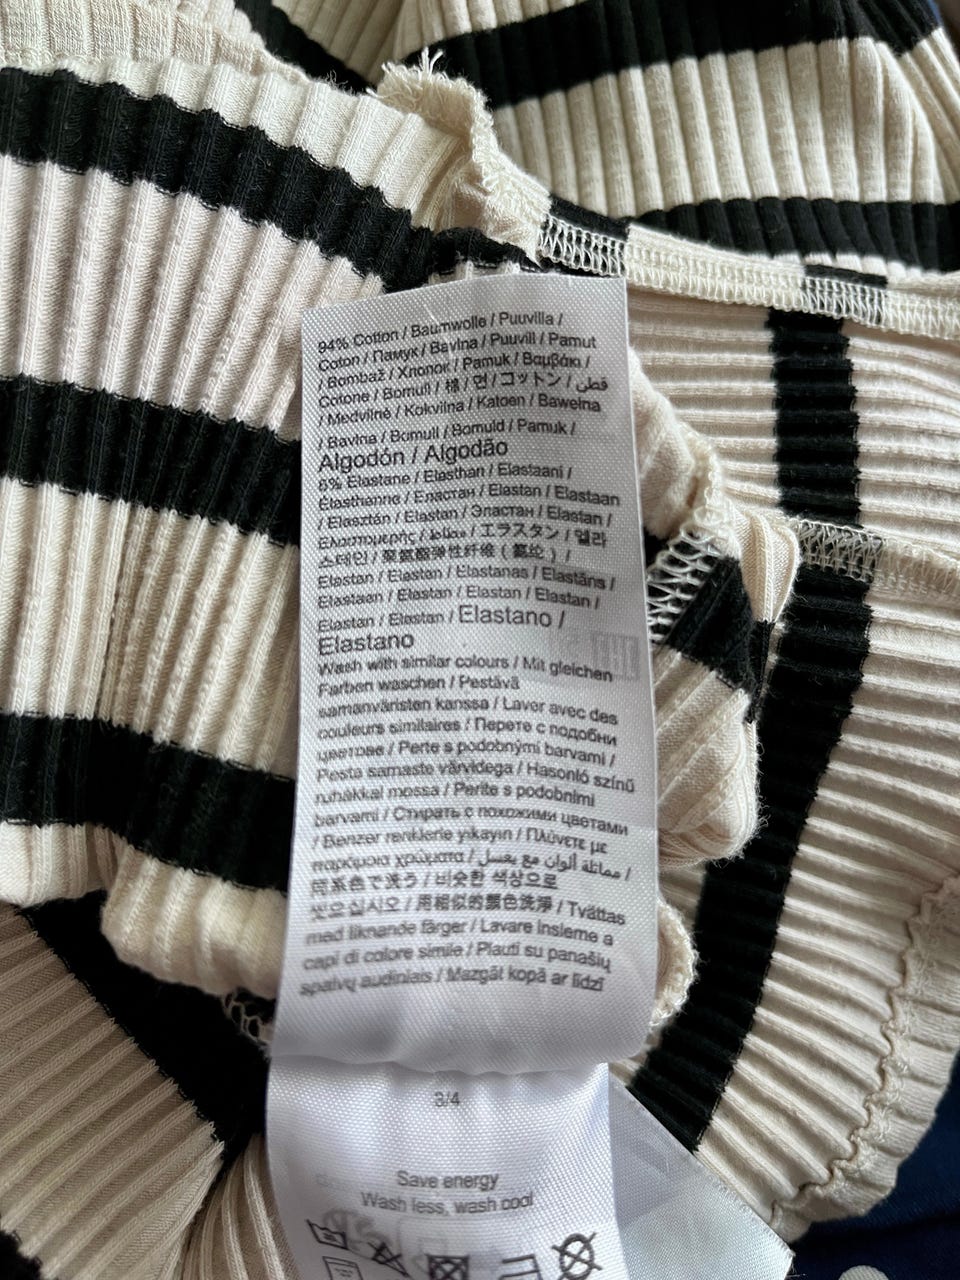 94% Cotton / Baumwolle / Puuvilla /
Coton / Памук / Bavlna / Puuvill / Pamut
/ Bombaž / Хлопок / Pamuk / Βαμβάκι /
Cotone / Bomull / 棉 / 면 / コットン / قطن
/ Medvilnė / Kokvilna / Katoen / Bawełna
/ Bavlna / Bomull / Bomuld / Pamuk /
Algodón / Algodão
6% Elastane / Elasthan / Elastaani /
Élasthanne / Еластан / Elastan / Elastaan
/ Elasztán / Elastan / Эластан / Elastan /
Ελαστομερής / مطاط / エラスタン / 엘라
스테인 / 聚氨酯弹性纤维 ( 氨纶 ) /
Elastan / Elastan / Elastanas / Elastāns /
Elastaan / Elastan / Elastan / Elastan /
Elastan / Elastan / Elastano /
Elastano
Wash with similar colours / Mit gleichen
Farben waschen / Pestävä
samanväristen kanssa / Laver avec des
couleurs similaires / Перете с подобни
цветове / Perte s podobnými barvami /
Pesta samaste värvidega / Hasonló színű
ruhákkal mossa / Perite s podobnimi
barvami / Стирать с похожими цветами
/ Benzer renklerle yıkayın / Πλύνετε με
παρόμοια χρώματα / مماثلة ألوان مع يغسل /
同系色で洗う / 비슷한 색상으로
씻으십시오 / 用相似的颜色洗淨 / Tvättas
med liknande färger / Lavare insieme a
capi di colore simile / Plauti su panašių
spalvų audiniais / Mazgāt kopā ar līdzī
3/4
Save energy
Wash less, wash cool